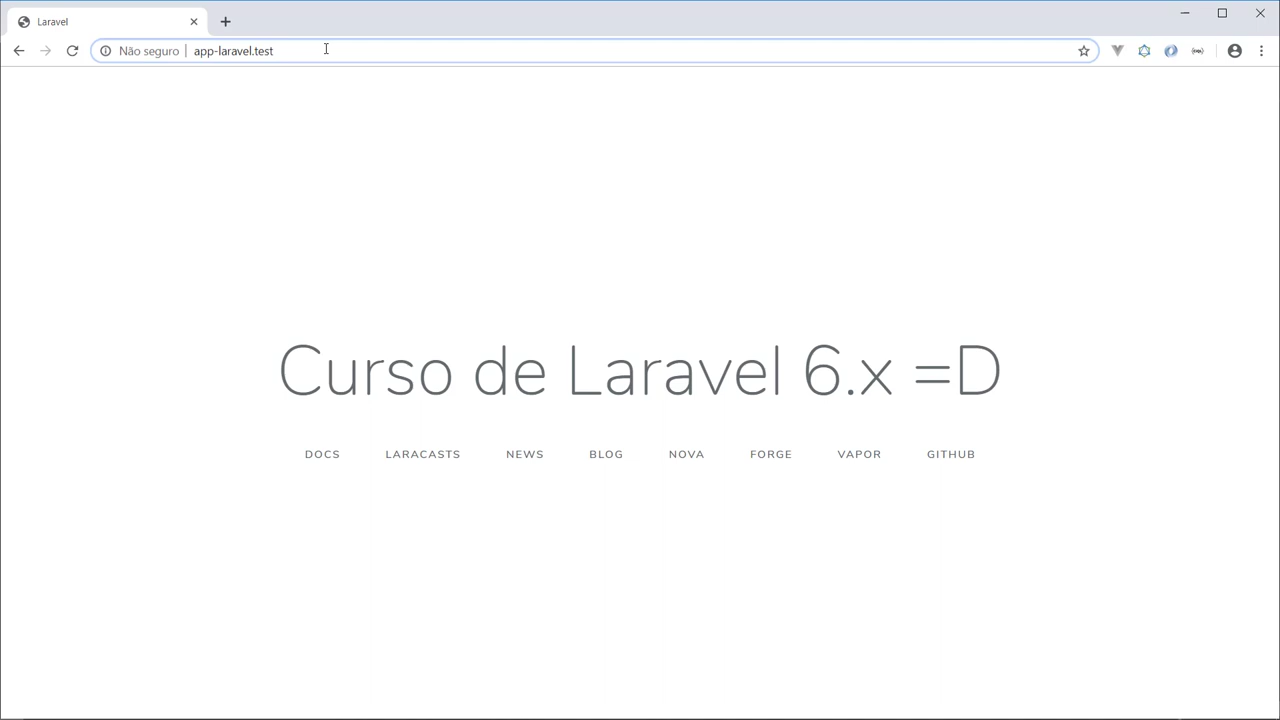 Laravel
Não seguro | app-laravel.test
Curso de Laravel 6.x =D
DOCS LARACASTS NEWS BLOG NOVA FORGE VAPOR GITHUB